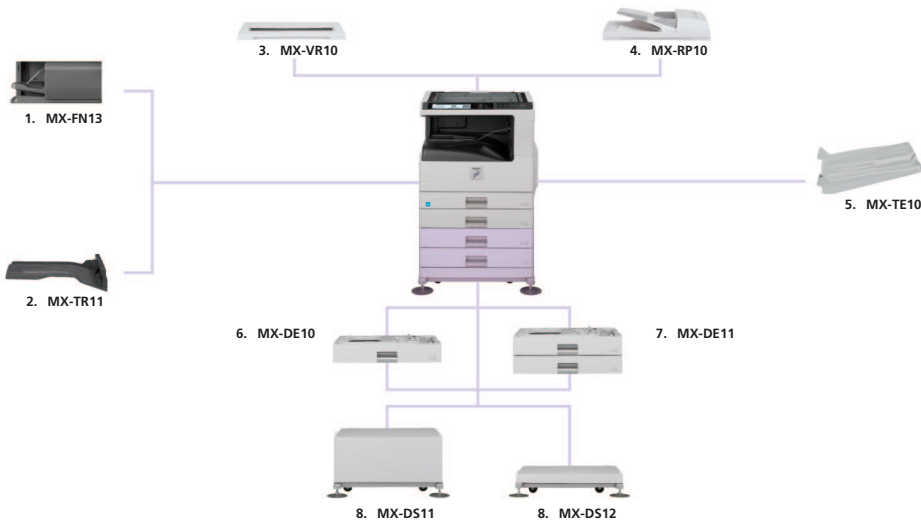 3. MX-VR10
4. MX-RP10
1. MX-FN13
5. MX-TE10
2. MX-TR11
6. MX-DE10
7. MX-DE11
8. MX-DS11
8. MX-DS12